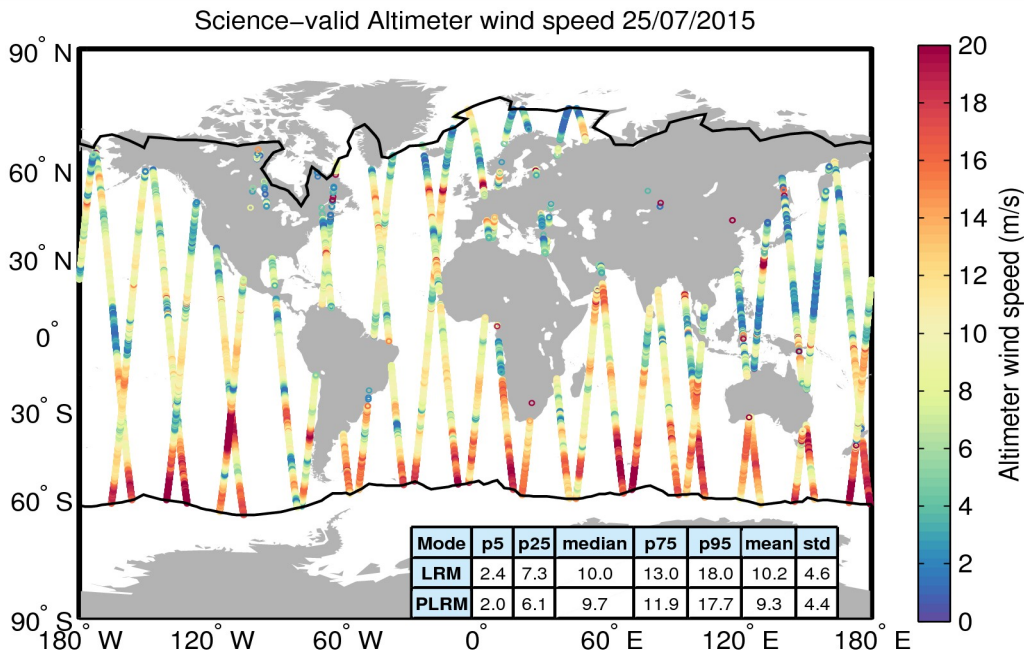 Science−valid Altimeter wind speed 25/07/2015
90° N
60° N
30° N
0°
30° S
60° S
90° S
180° W
120° W
60° W
0°
60° E
120° E
180° E
Mode p5 p25 median p75 p95 mean std
LRM 2.4 7.3 10.0 13.0 18.0 10.2 4.6
PLRM 2.0 6.1 9.7 11.9 17.7 9.3 4.4
20
18
16
14
12
10
8
6
4
2
0
Altimeter wind speed (m/s)